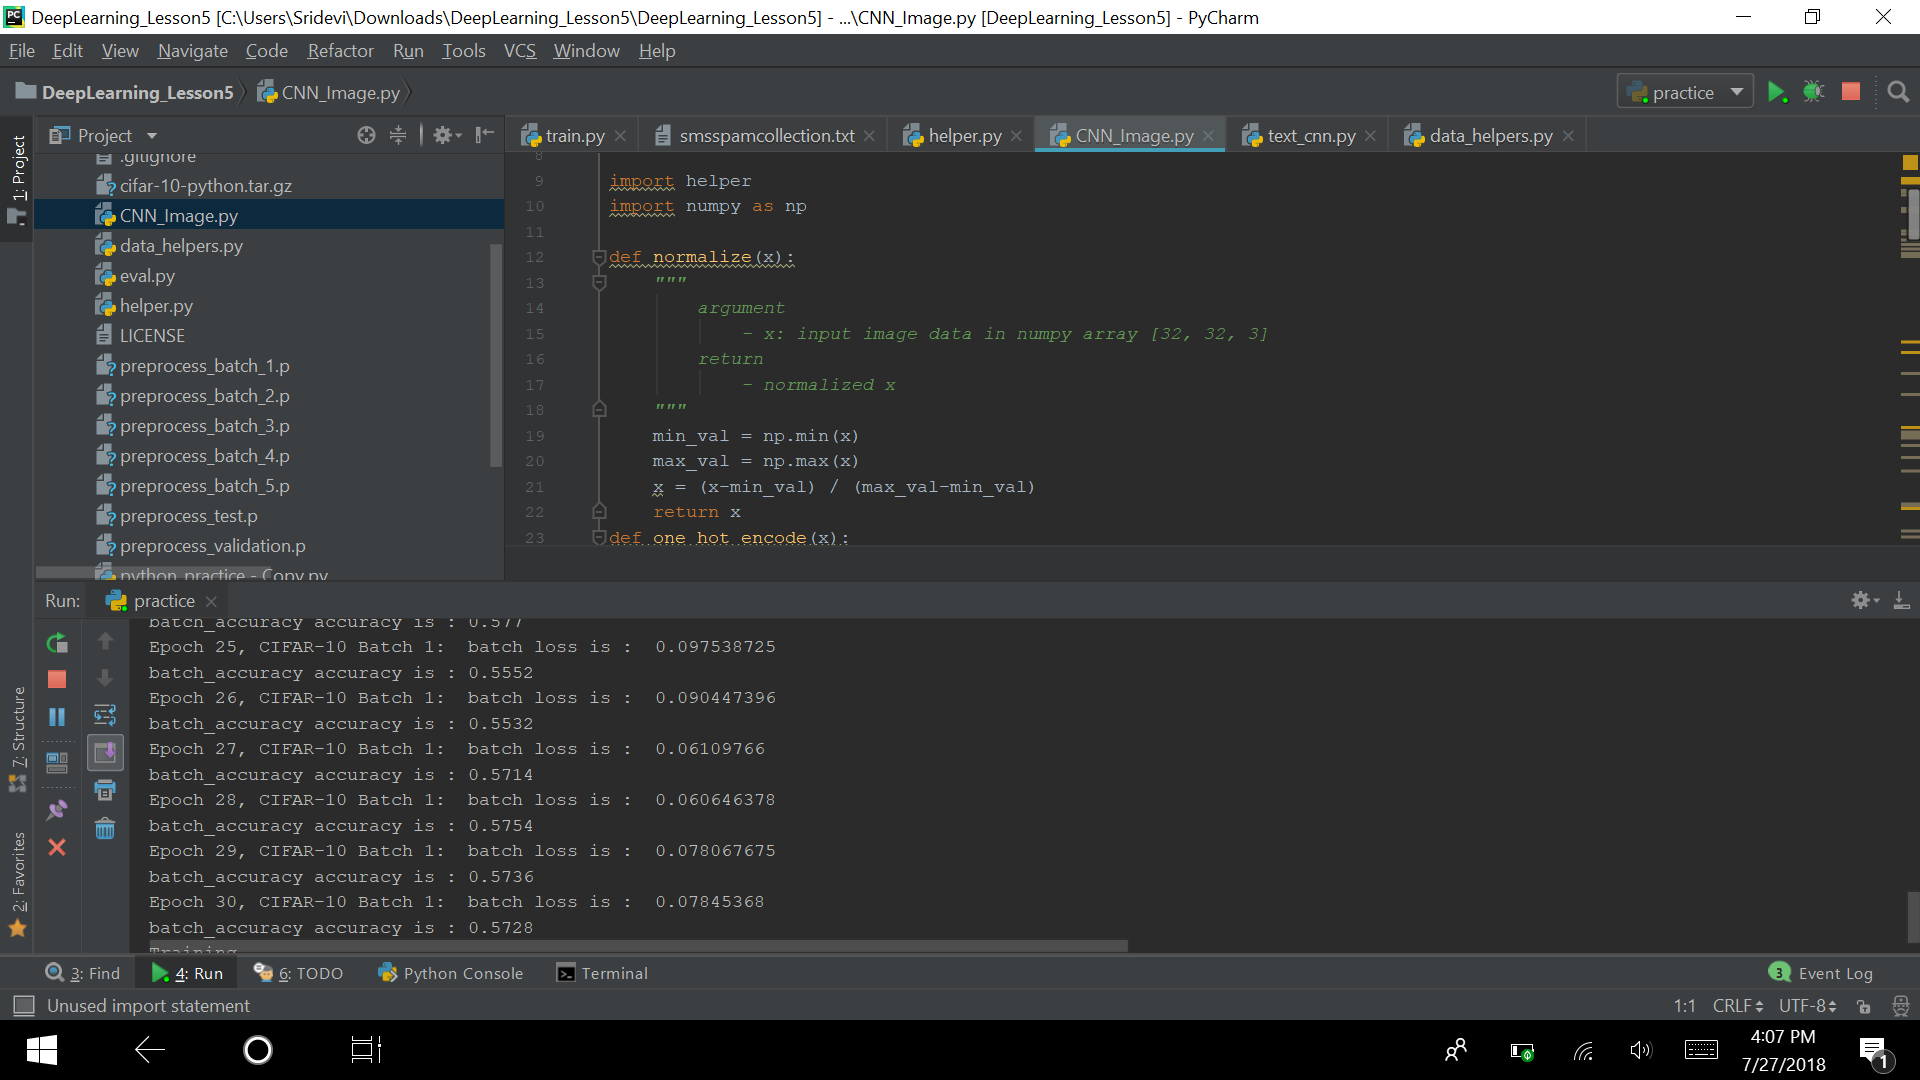 DeepLearning_Lesson5 [C:\Users\Sridevi\Downloads\DeepLearning_Lesson5\DeepLearning_Lesson5] - ...\CNN_Image.py [DeepLearning_Lesson5] - PyCharm
File Edit View Navigate Code Refactor Run Tools VCS Window Help
DeepLearning_Lesson5 CNN_Image.py practice
1: Project
7: Structure
2: Favorites
Project
.gitignore
cifar-10-python.tar.gz
CNN_Image.py
data_helpers.py
eval.py
helper.py
LICENSE
preprocess_batch_1.p
preprocess_batch_2.p
preprocess_batch_3.p
preprocess_batch_4.p
preprocess_batch_5.p
preprocess_test.p
preprocess_validation.p
python_practice - Copy.py
train.py smsspamcollection.txt helper.py CNN_Image.py text_cnn.py data_helpers.py
8
9 import helper
10 import numpy as np
11
12 def normalize(x):
13 """
14 argument
15 - x: input image data in numpy array [32, 32, 3]
16 return
17 - normalized x
18 """
19 min_val = np.min(x)
20 max_val = np.max(x)
21 x = (x-min_val) / (max_val-min_val)
22 return x
23 def one_hot_encode(x):
Run: practice
batch_accuracy accuracy is : 0.577
Epoch 25, CIFAR-10 Batch 1: batch loss is : 0.097538725
batch_accuracy accuracy is : 0.5552
Epoch 26, CIFAR-10 Batch 1: batch loss is : 0.090447396
batch_accuracy accuracy is : 0.5532
Epoch 27, CIFAR-10 Batch 1: batch loss is : 0.06109766
batch_accuracy accuracy is : 0.5714
Epoch 28, CIFAR-10 Batch 1: batch loss is : 0.060646378
batch_accuracy accuracy is : 0.5754
Epoch 29, CIFAR-10 Batch 1: batch loss is : 0.078067675
batch_accuracy accuracy is : 0.5736
Epoch 30, CIFAR-10 Batch 1: batch loss is : 0.07845368
batch_accuracy accuracy is : 0.5728
Training
3: Find 4: Run 6: TODO Python Console Terminal 3 Event Log
Unused import statement 1:1 CRLF UTF-8
4:07 PM
7/27/2018
1